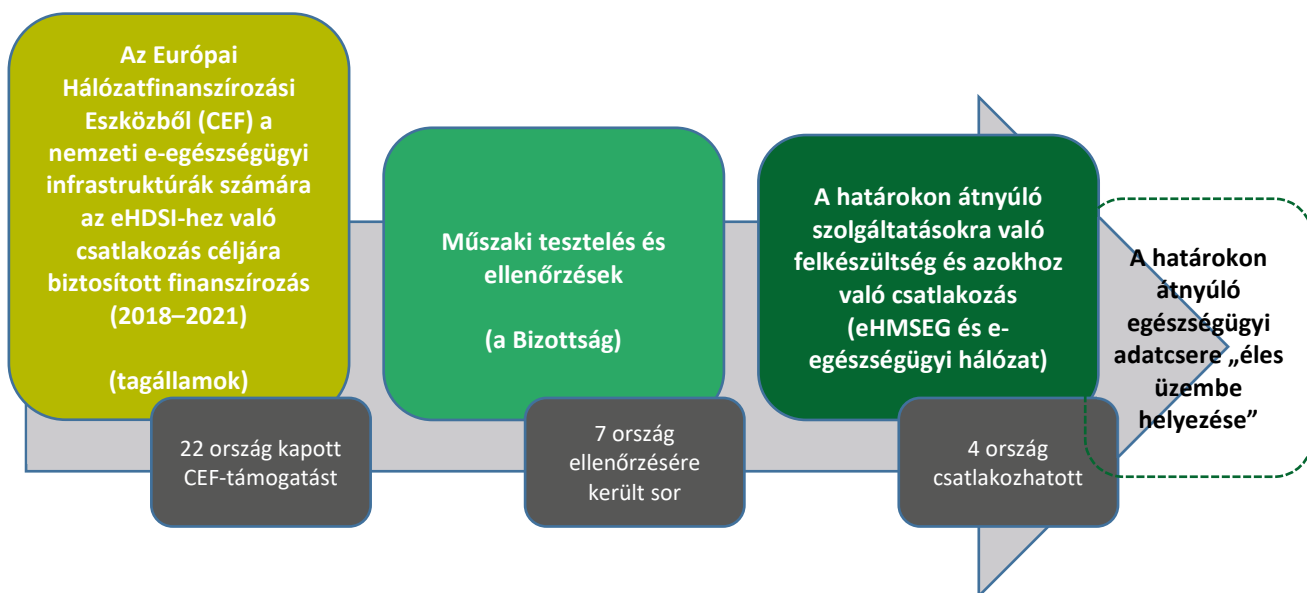 Az Európai
Hálózatfinanszírozási
Eszközből (CEF) a
nemzeti e-egészségügyi
infrastruktúrák számára
az eHDSI-hez való
csatlakozás céljára
biztosított finanszírozás
(2018–2021)
(tagállamok)
22 ország kapott
CEF-támogatást
Műszaki tesztelés és
ellenőrzések
(a Bizottság)
7 ország
ellenőrzésére
került sor
A határokon átnyúló
szolgáltatásokra való
felkészültség és azokhoz
való csatlakozás
(eHMSEG és e-
egészségügyi hálózat)
4 ország
csatlakozhatott
A határokon
átnyúló
egészségügyi
adatcsere „éles
üzembe
helyezése”